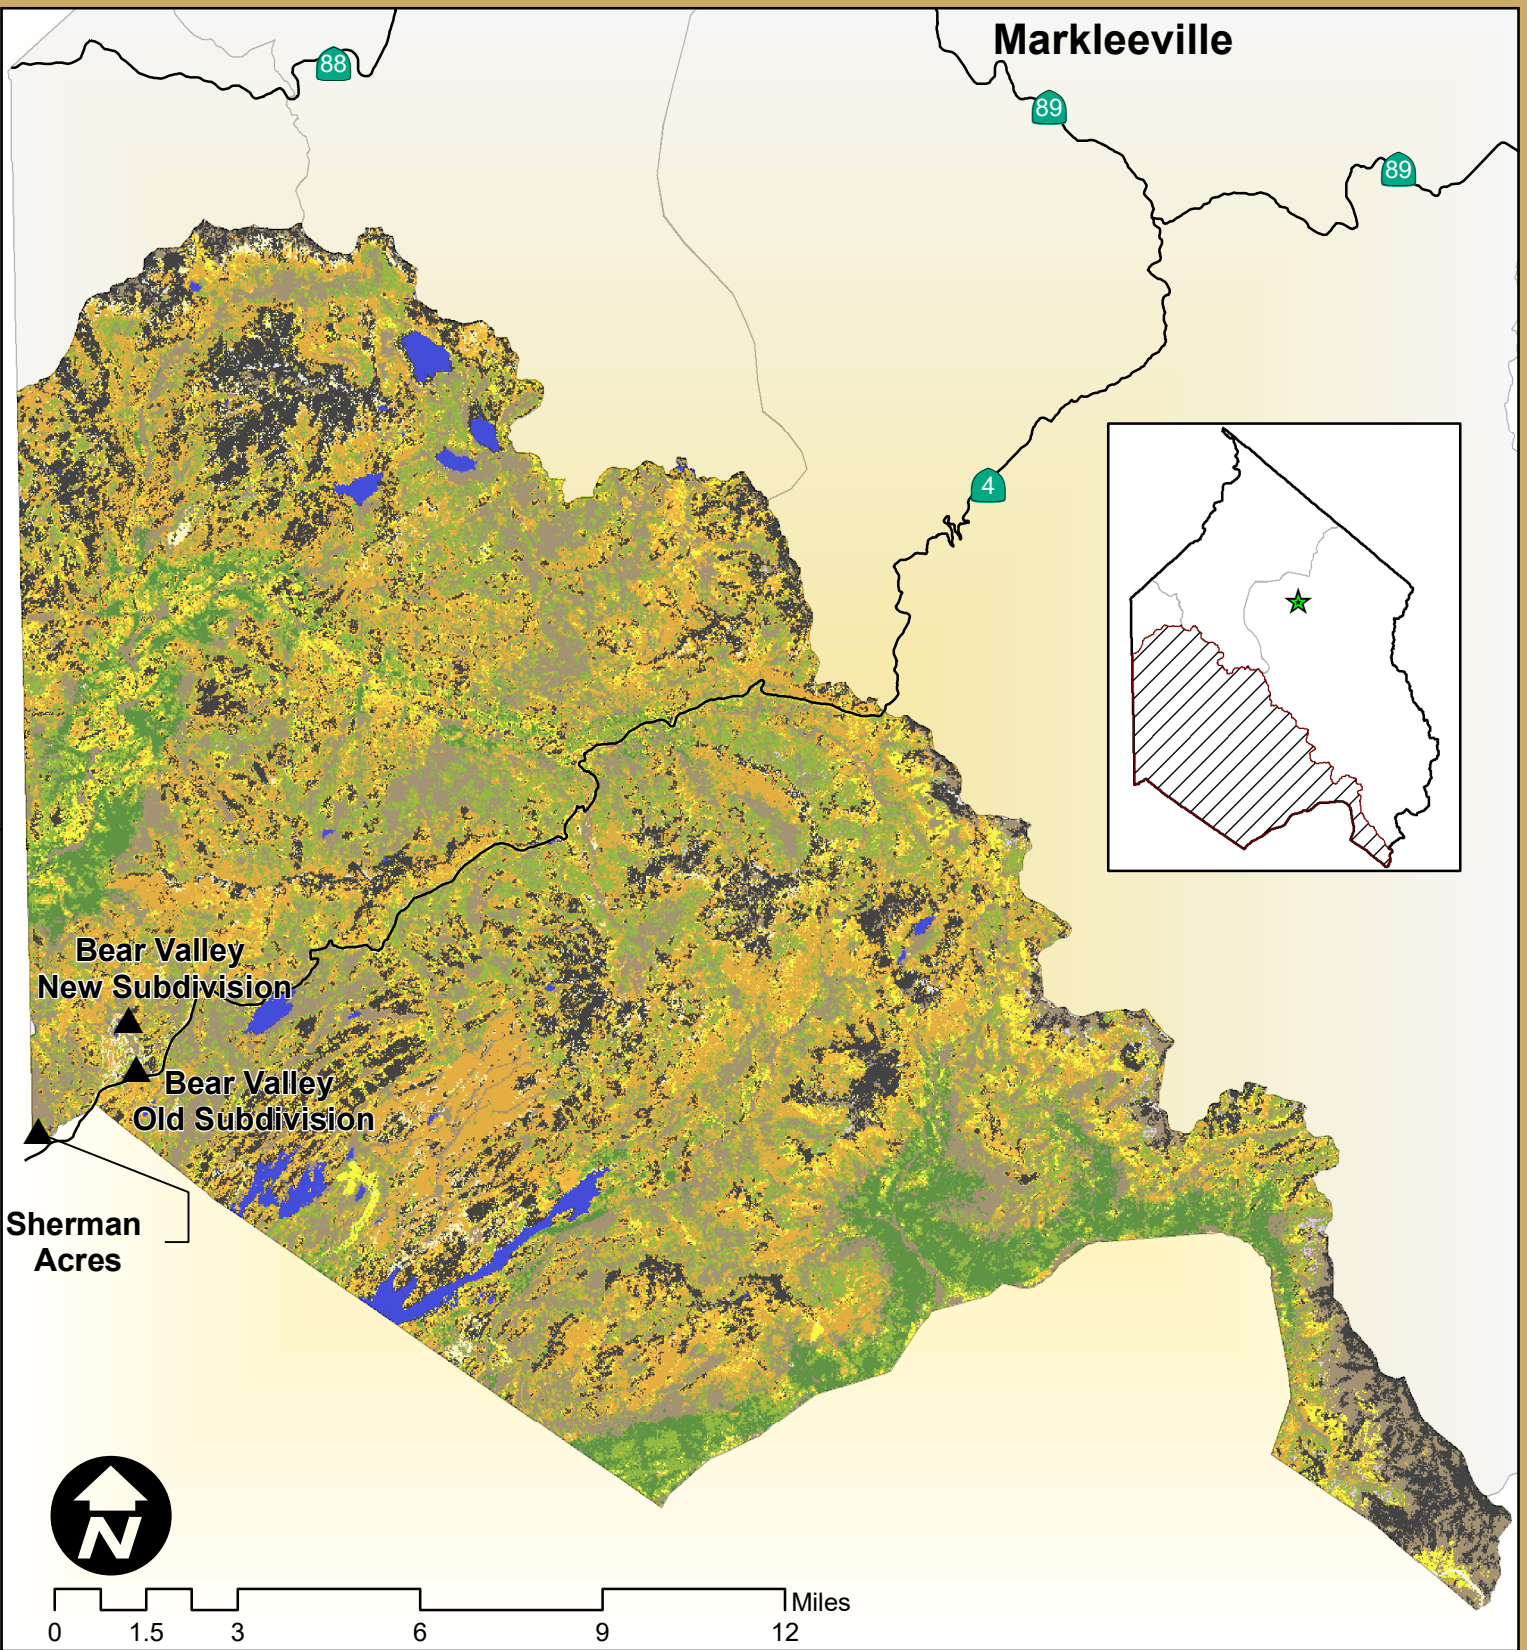 Markleeville
88
89
89
4
Bear Valley
New Subdivision
Bear Valley
Old Subdivision
Sherman
Acres
N
Miles
0 1.5 3 6 9 12